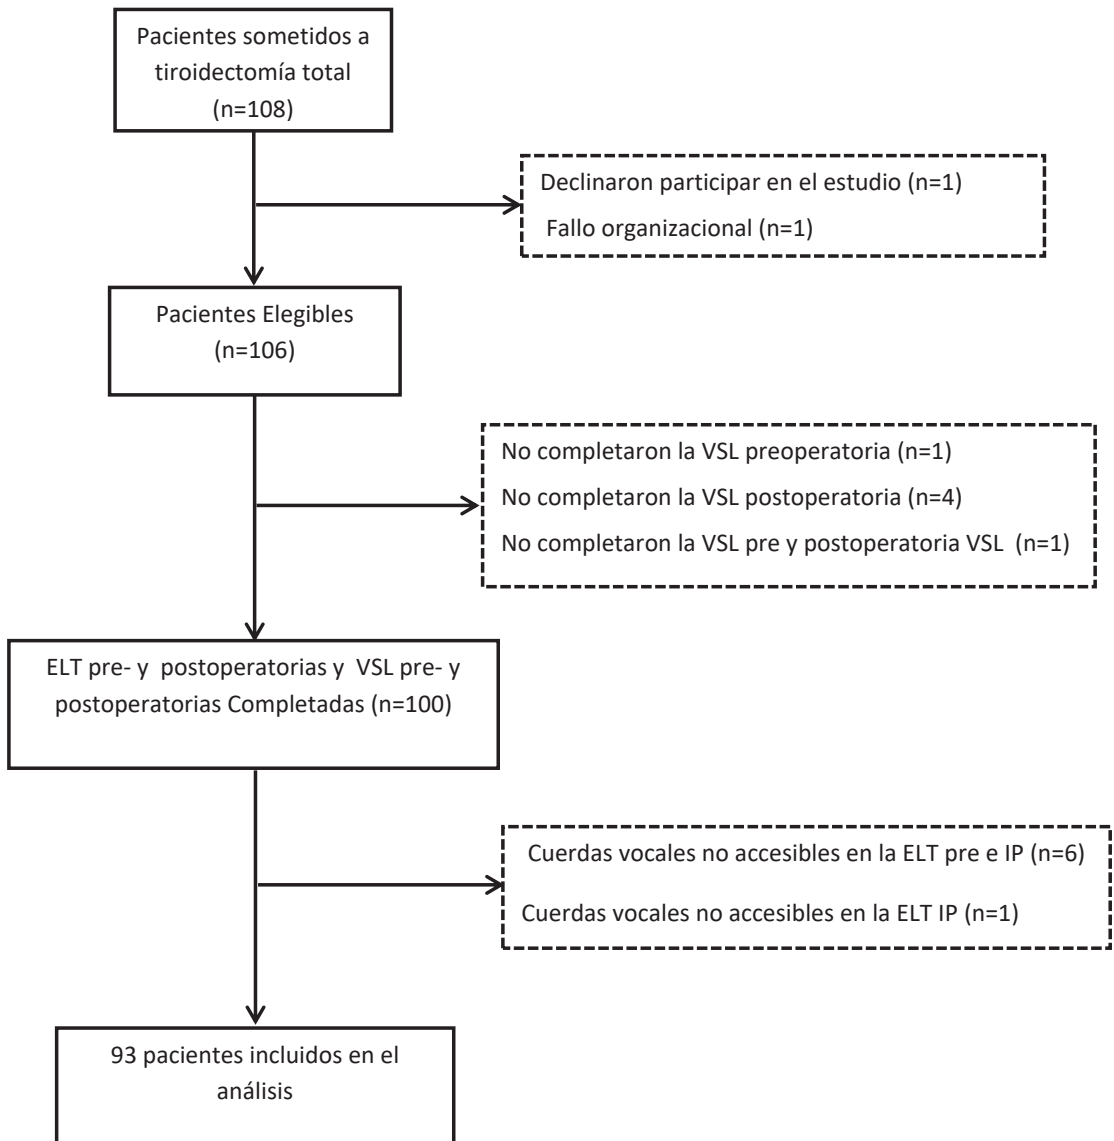 Pacientes sometidos a
tiroidectomía total
(n=108)
Declinaron participar en el estudio (n=1)
Fallo organizacional (n=1)
Pacientes Elegibles
(n=106)
No completaron la VSL preoperatoria (n=1)
No completaron la VSL postoperatoria (n=4)
No completaron la VSL pre y postoperatoria VSL (n=1)
ELT pre- y postoperatorias y VSL pre- y
postoperatorias Completadas (n=100)
Cuerdas vocales no accesibles en la ELT pre e IP (n=6)
Cuerdas vocales no accesibles en la ELT IP (n=1)
93 pacientes incluidos en el
análisis